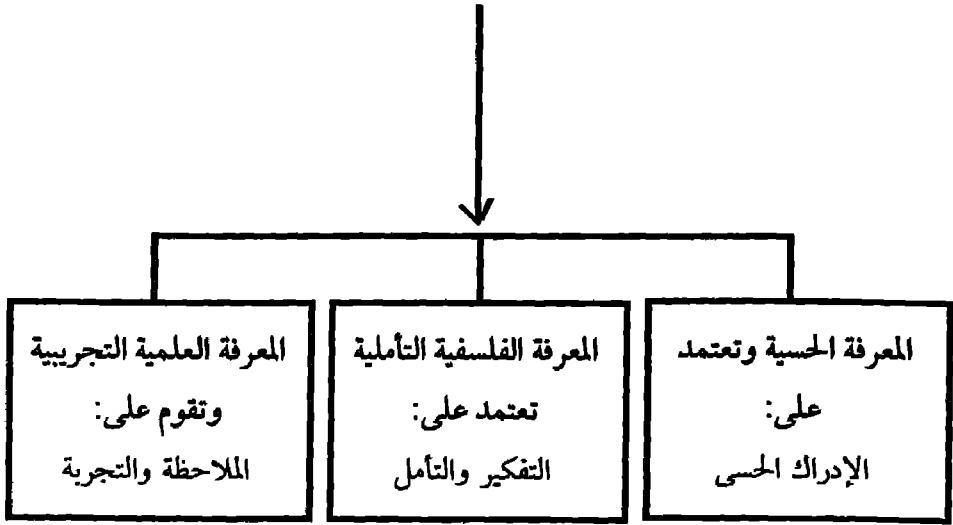 المعرفة الحسية وتعتمد
على:
الإدراك الحسى
المعرفة الفلسفية التأملية
تعتمد على:
التفكير والتأمل
المعرفة العلمية التجريبية
وتقوم على:
الملاحظة والتجربة